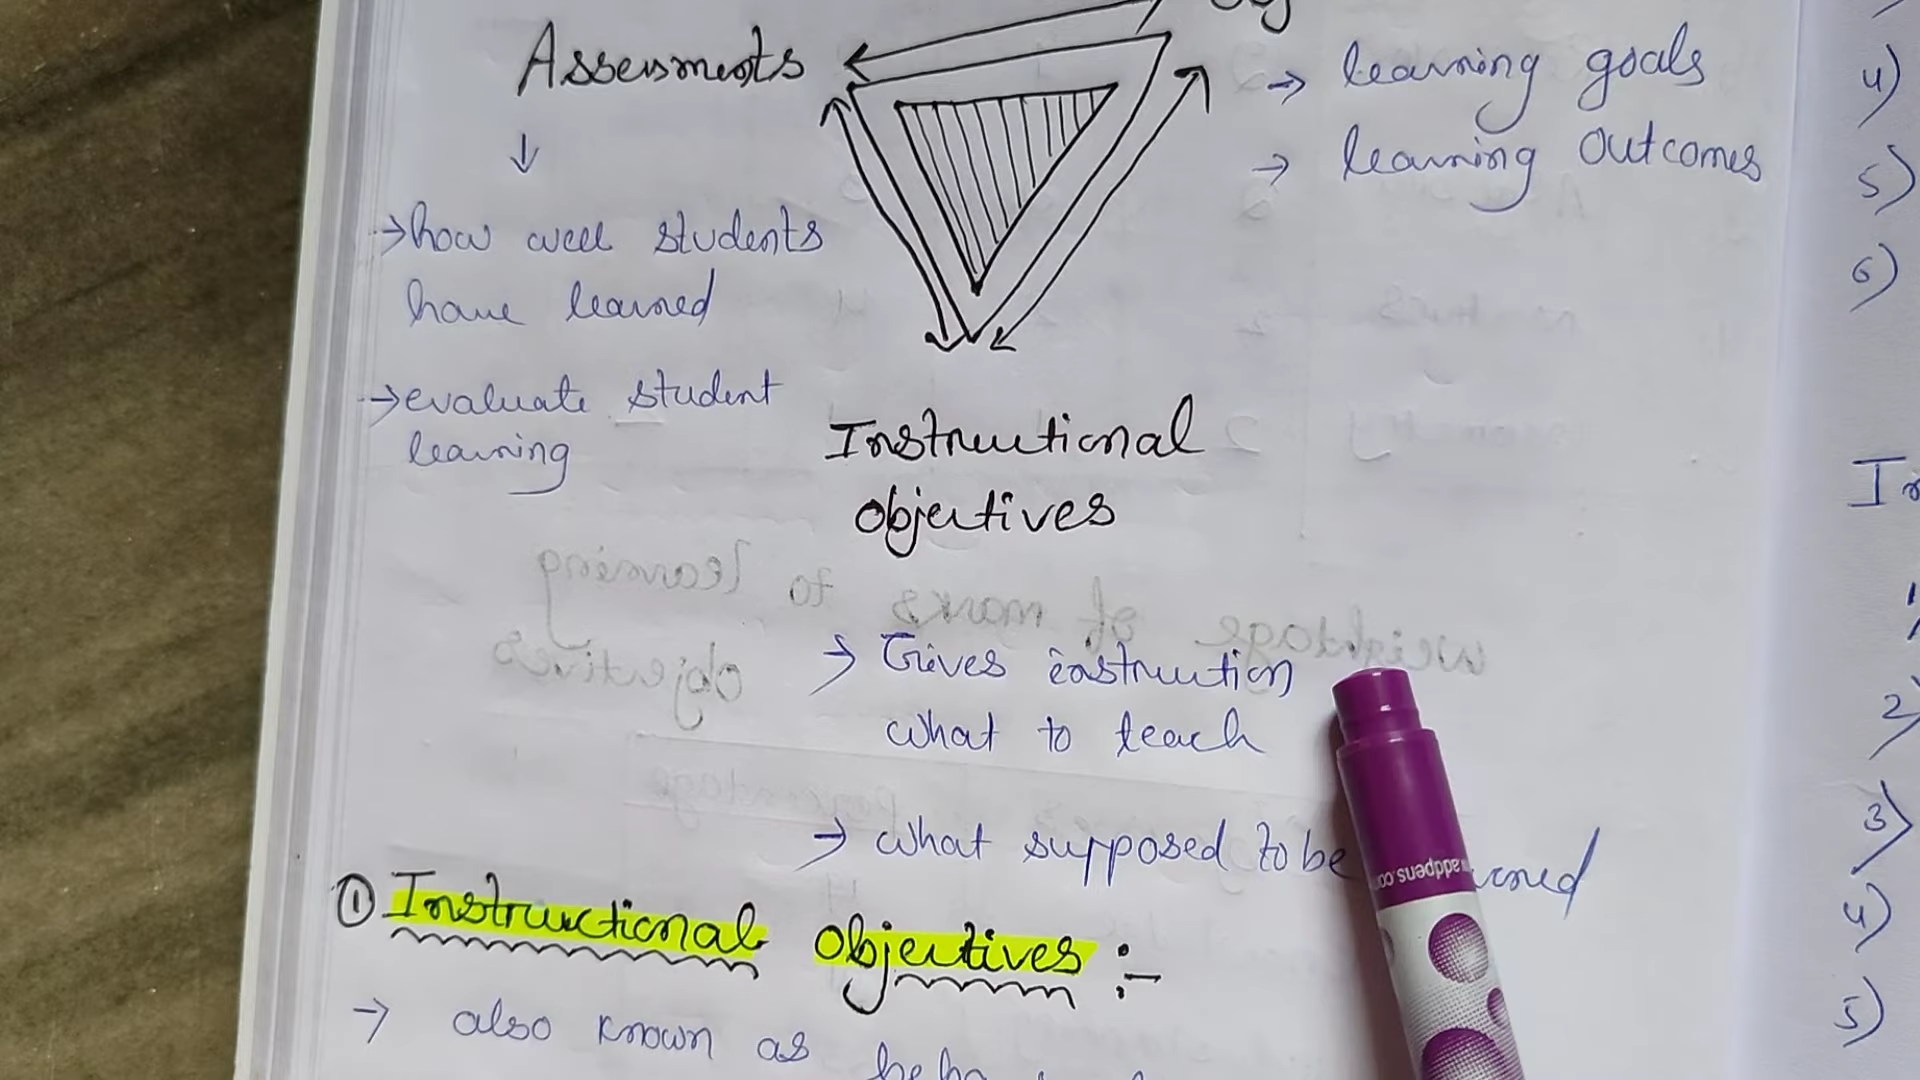 Assessments
↓
→ how well students
have learned
→ evaluate student
learning
→ learning goals
→ learning outcomes
Instructional
objectives
→ Gives instruction
what to teach
→ what supposed to be
① Instructional objectives :-
→ also known as
4)
5)
6)
2)
3)
4)
5)